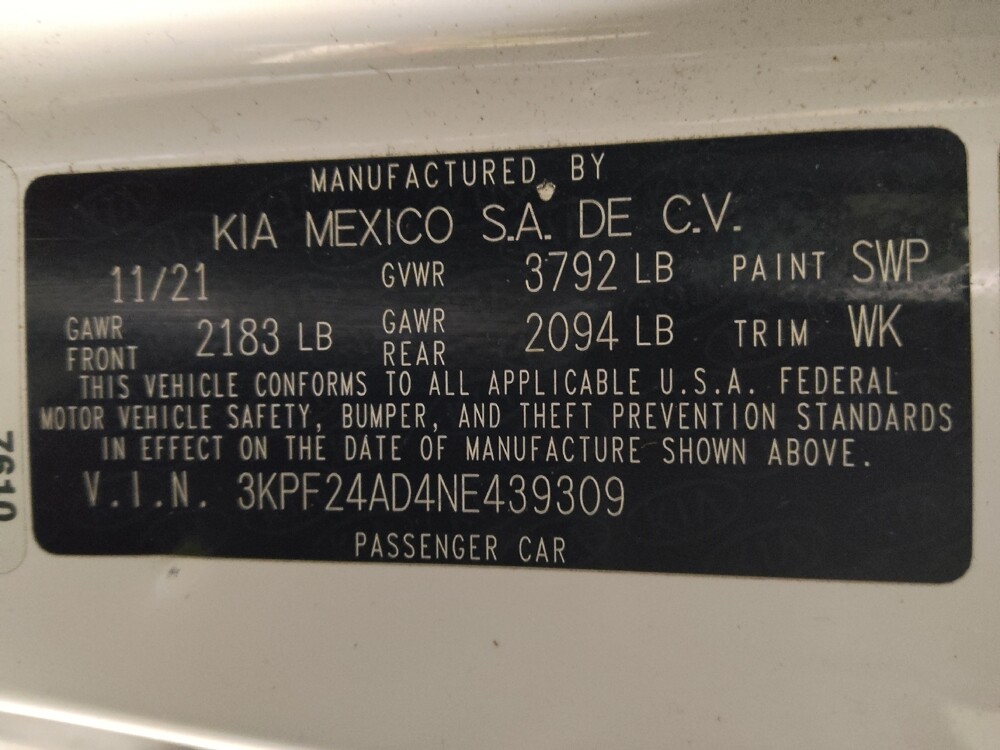 MANUFACTURED BY
KIA MEXICO S.A. DE C.V.
11/21 GVWR 3792 LB PAINT SWP
GAWR FRONT 2183 LB GAWR REAR 2094 LB TRIM WK
THIS VEHICLE CONFORMS TO ALL APPLICABLE U.S.A. FEDERAL
MOTOR VEHICLE SAFETY, BUMPER, AND THEFT PREVENTION STANDARDS
IN EFFECT ON THE DATE OF MANUFACTURE SHOWN ABOVE.
V.I.N. 3KPF24AD4NE439309
PASSENGER CAR